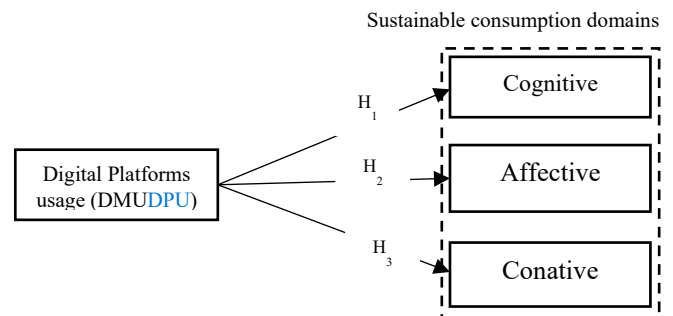 Sustainable consumption domains
Cognitive
H1
Digital Platforms
usage (DMUDPU)
H2
Affective
H3
Conative